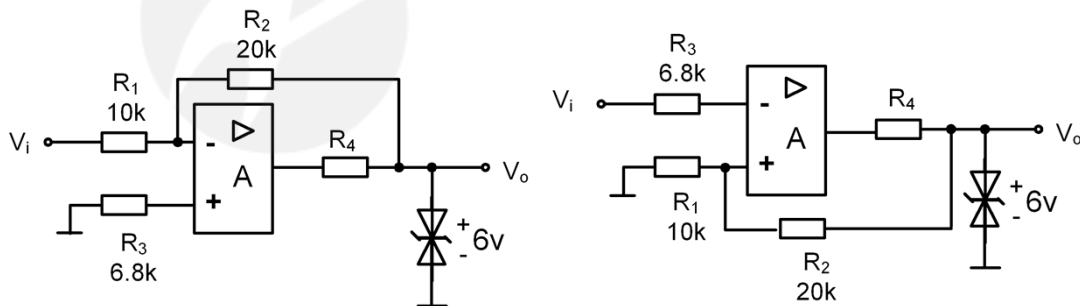 R2
20k
R1
10k
Vi
-
A
+
R4
Vo
R3
6.8k
+
-
6v
R3
6.8k
Vi
-
A
+
R4
Vo
R1
10k
R2
20k
+
-
6v